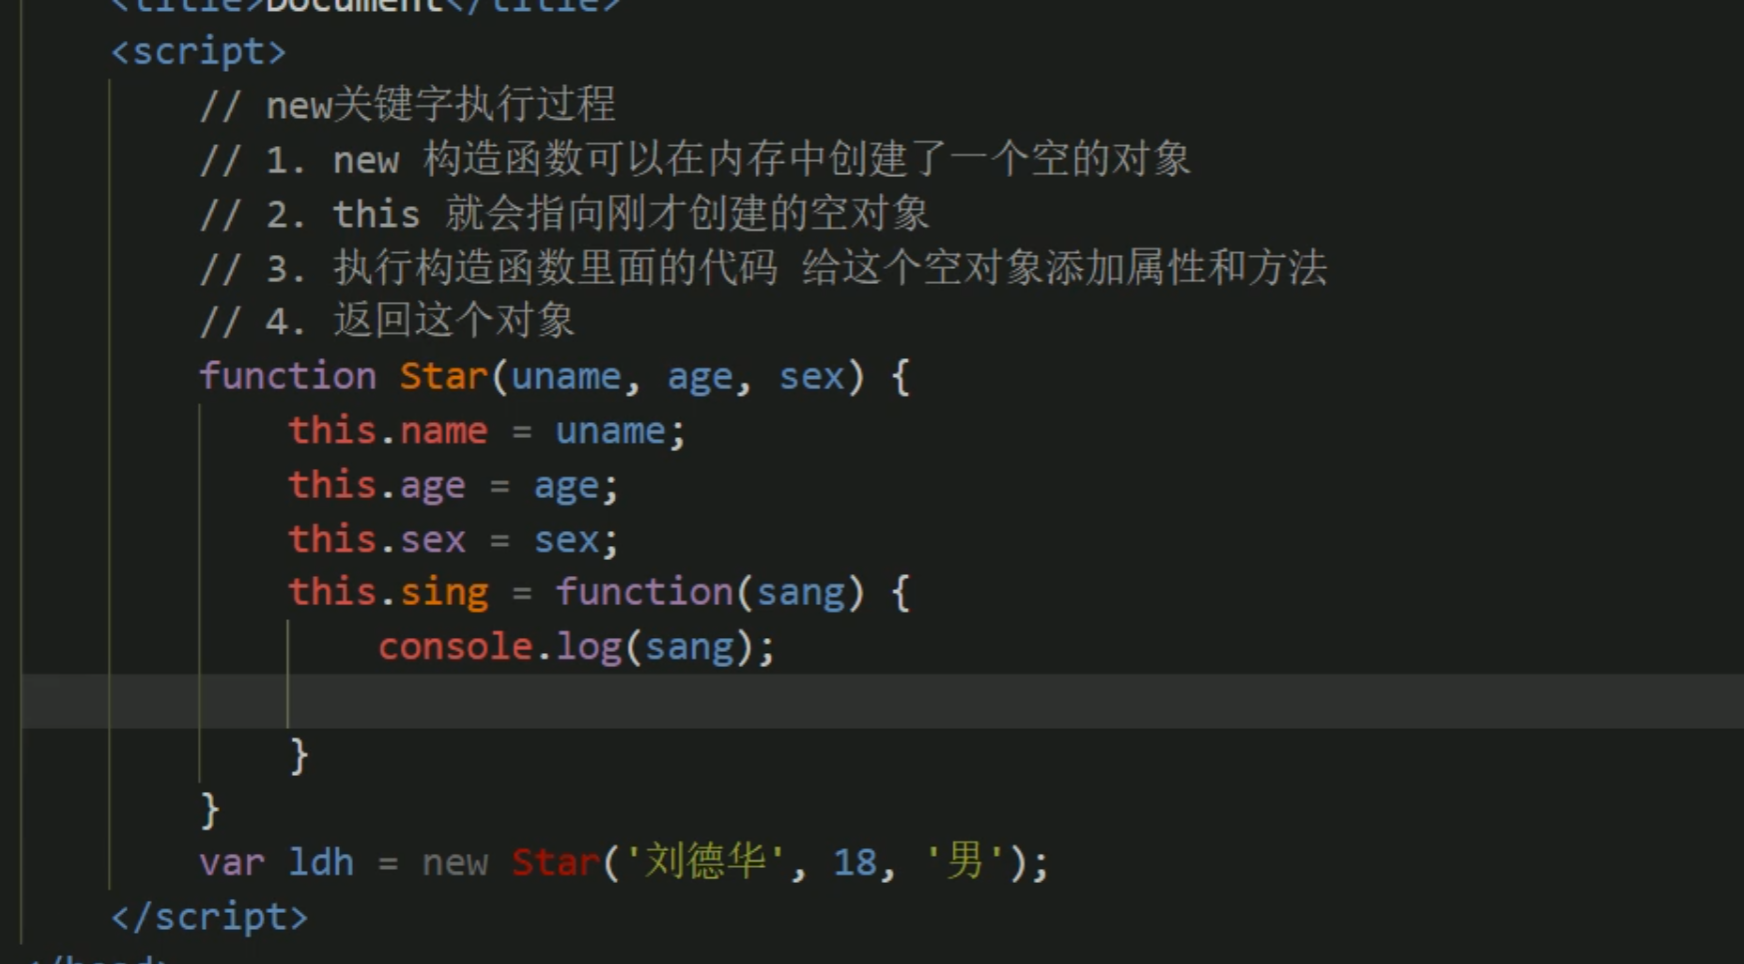 <title>Document</title>
<script>
// new关键字执行过程
// 1. new 构造函数可以在内存中创建了一个空的对象
// 2. this 就会指向刚才创建的空对象
// 3. 执行构造函数里面的代码 给这个空对象添加属性和方法
// 4. 返回这个对象
function Star(uname, age, sex) {
this.name = uname;
this.age = age;
this.sex = sex;
this.sing = function(sang) {
console.log(sang);
}
}
var ldh = new Star('刘德华', 18, '男');
</script>
</head>